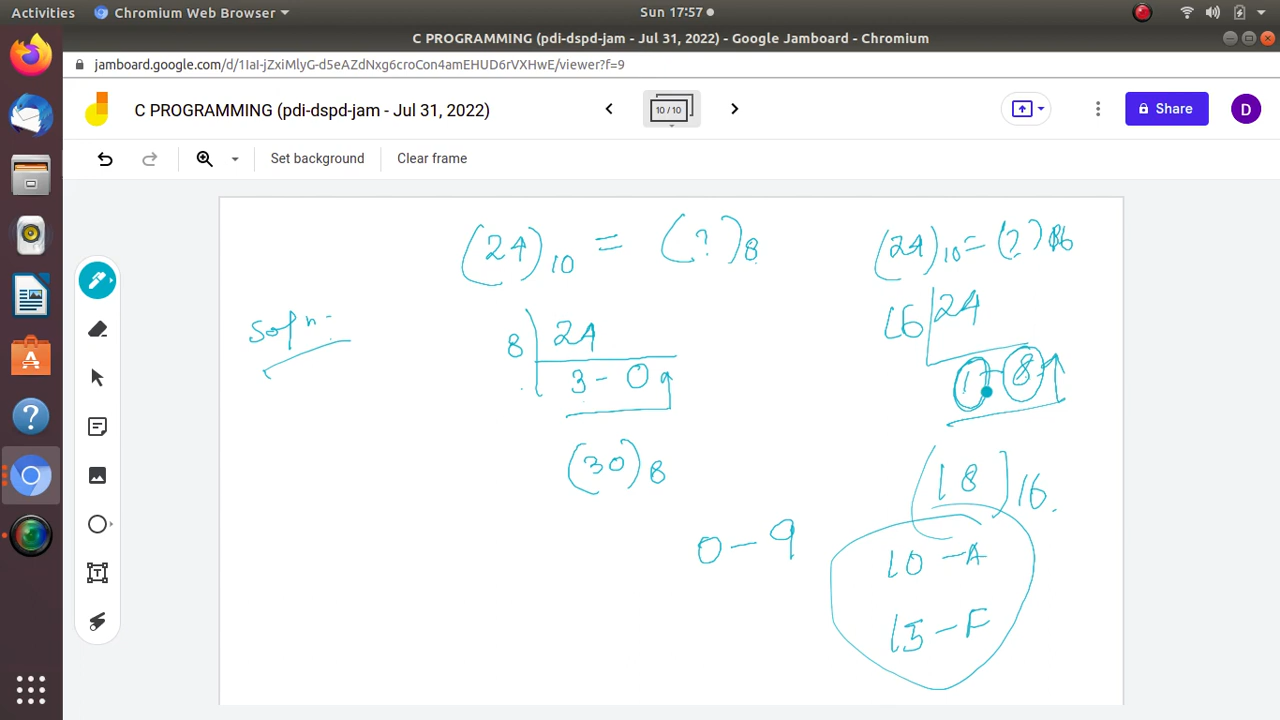 Activities
Chromium Web Browser
Sun 17:57
C PROGRAMMING (pdi-dspd-jam - Jul 31, 2022) - Google Jamboard - Chromium
jamboard.google.com/d/1IaI-jZxiMlyG-d5eAZdNxg6croCon4amEHUD6rVXHwE/viewer?f=9
C PROGRAMMING (pdi-dspd-jam - Jul 31, 2022)
10 / 10
Share
D
Set background
Clear frame
(24)10 = (?)8
(24)10 = (?)16
Soln:
8 24
3 - 0
(30)8
16 24
1 - 8
(18)16
0 - 9
10 - A
15 - F